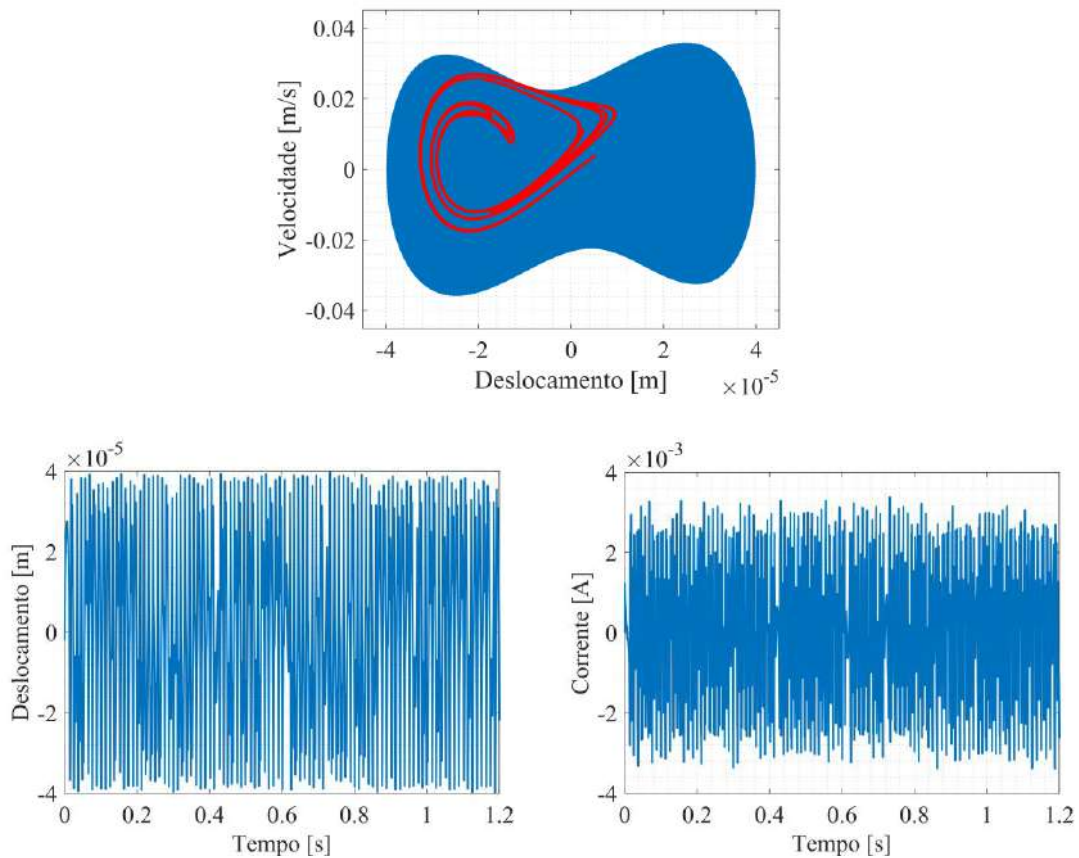 Velocidade [m/s]
0.04
0.02
0
-0.02
-0.04
-4 -2 0 2 4
Deslocamento [m] ×10-5
×10-5
Deslocamento [m]
4
2
0
-2
-4
0 0.2 0.4 0.6 0.8 1 1.2
Tempo [s]
×10-3
Corrente [A]
4
2
0
-2
-4
0 0.2 0.4 0.6 0.8 1 1.2
Tempo [s]